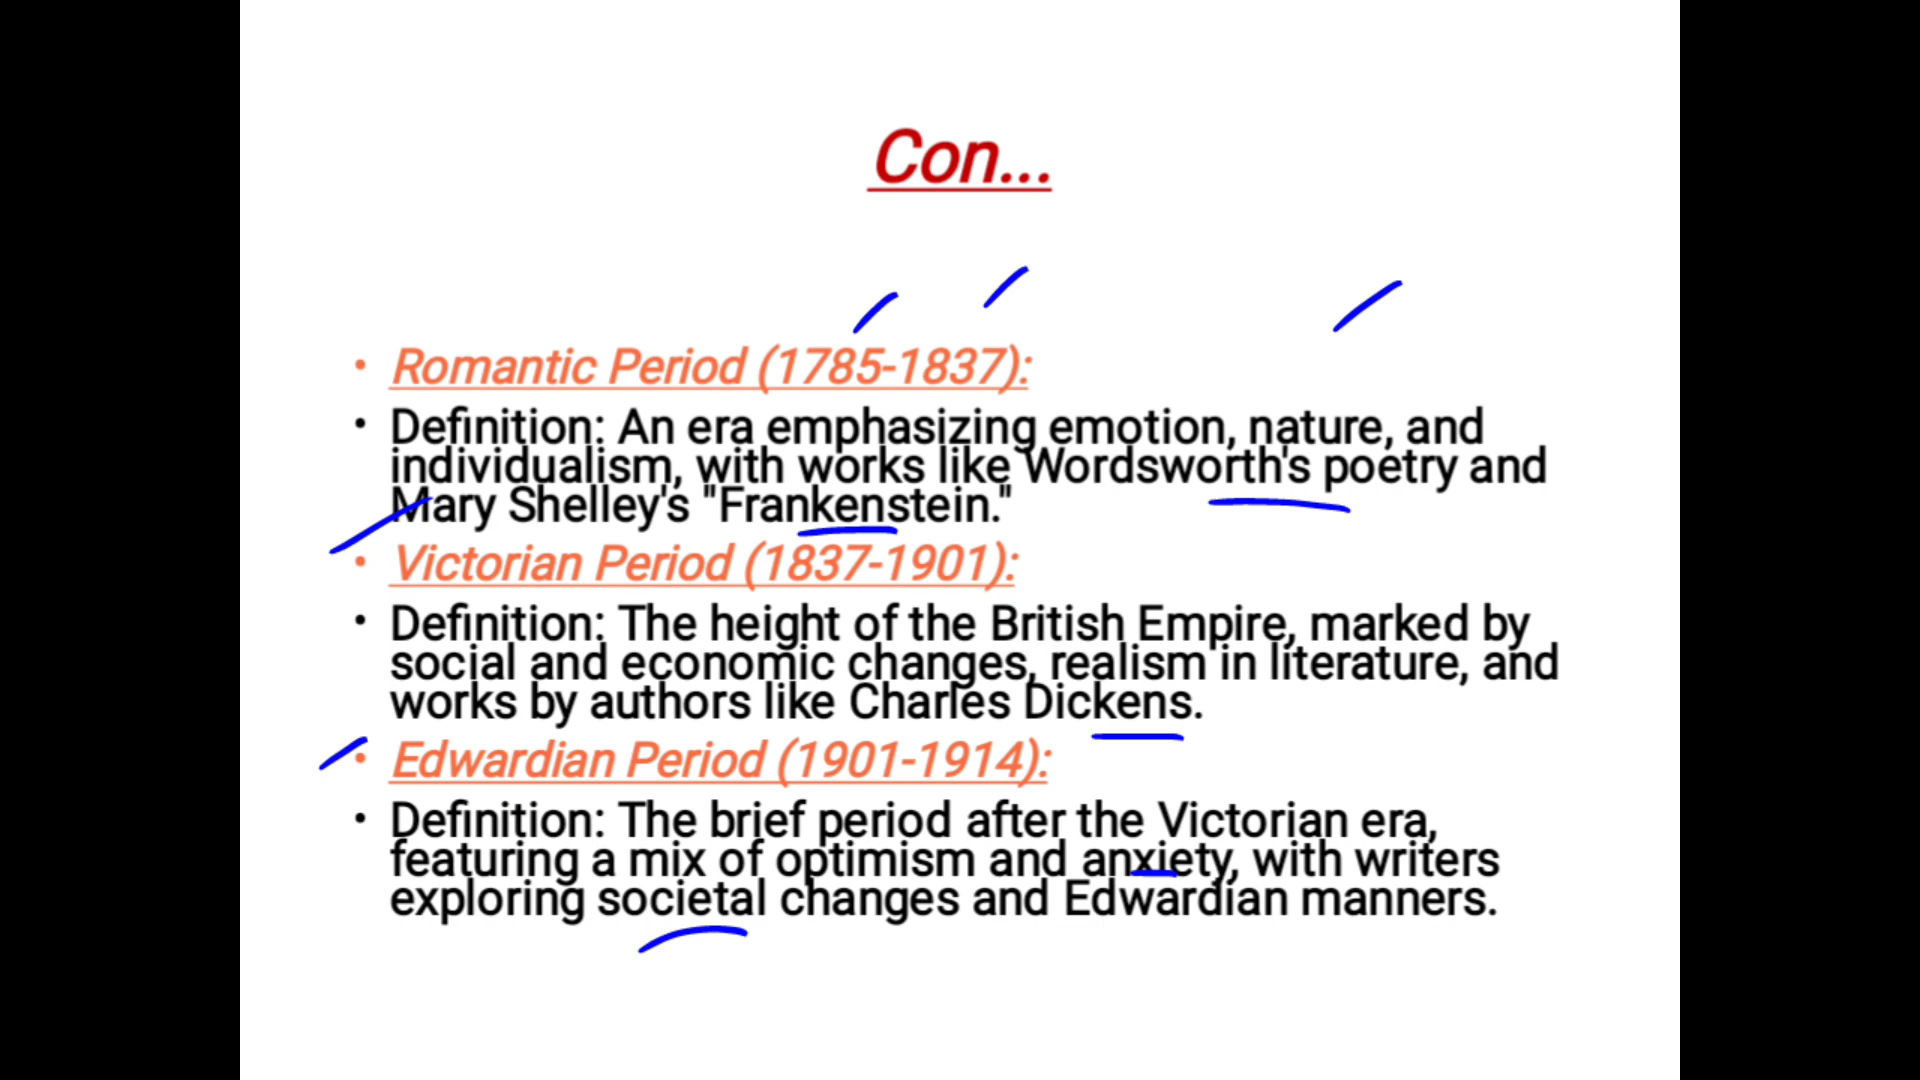 Con...
• Romantic Period (1785-1837):
• Definition: An era emphasizing emotion, nature, and
individualism, with works like Wordsworth's poetry and
Mary Shelley's "Frankenstein."
• Victorian Period (1837-1901):
• Definition: The height of the British Empire, marked by
social and economic changes, realism in literature, and
works by authors like Charles Dickens.
• Edwardian Period (1901-1914):
• Definition: The brief period after the Victorian era,
featuring a mix of optimism and anxiety, with writers
exploring societal changes and Edwardian manners.